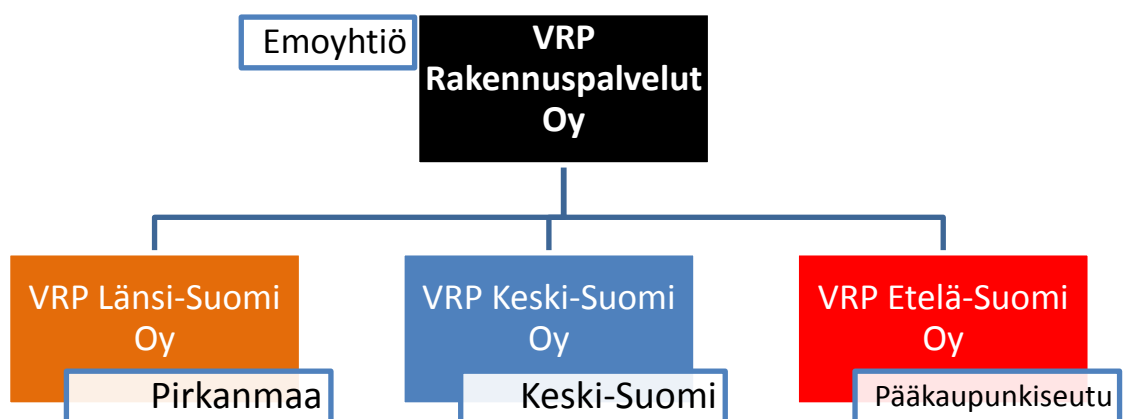 Emoyhtiö
VRP
Rakennuspalvelut
Oy
VRP Länsi-Suomi
Oy
Pirkanmaa
VRP Keski-Suomi
Oy
Keski-Suomi
VRP Etelä-Suomi
Oy
Pääkaupunkiseutu